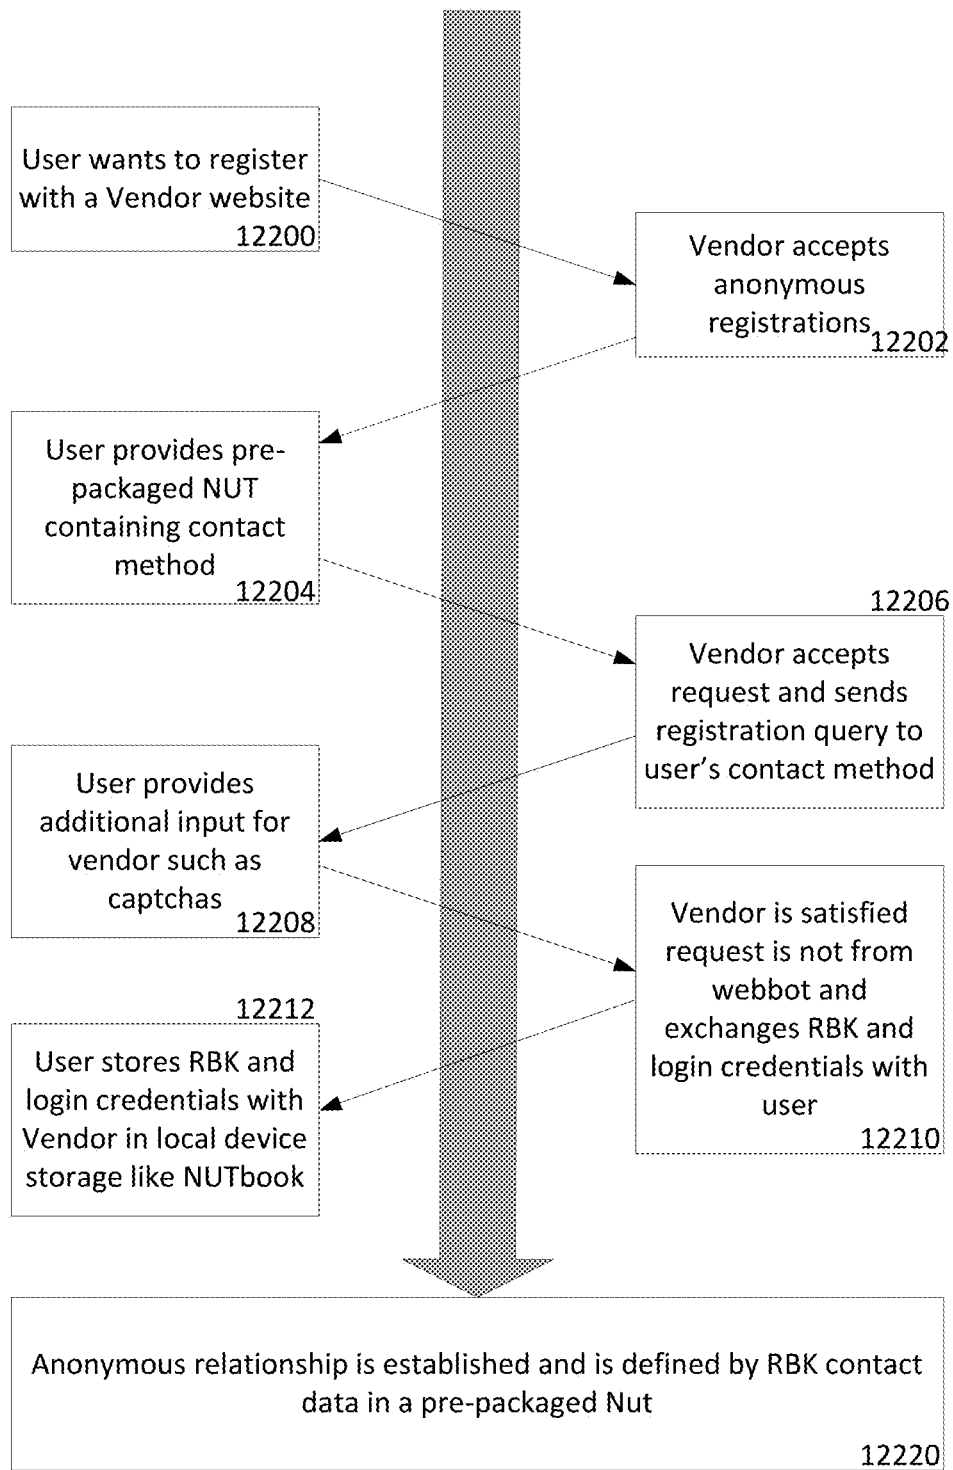 User wants to register
with a Vendor website
12200
Vendor accepts
anonymous
registrations
12202
User provides pre-
packaged NUT
containing contact
method
12204
12206
Vendor accepts
request and sends
registration query to
user's contact method
User provides
additional input for
vendor such as
captchas
12208
Vendor is satisfied
request is not from
webbot and
exchanges RBK and
login credentials with
user
12210
12212
User stores RBK and
login credentials with
Vendor in local device
storage like NUTbook
Anonymous relationship is established and is defined by RBK contact
data in a pre-packaged Nut
12220